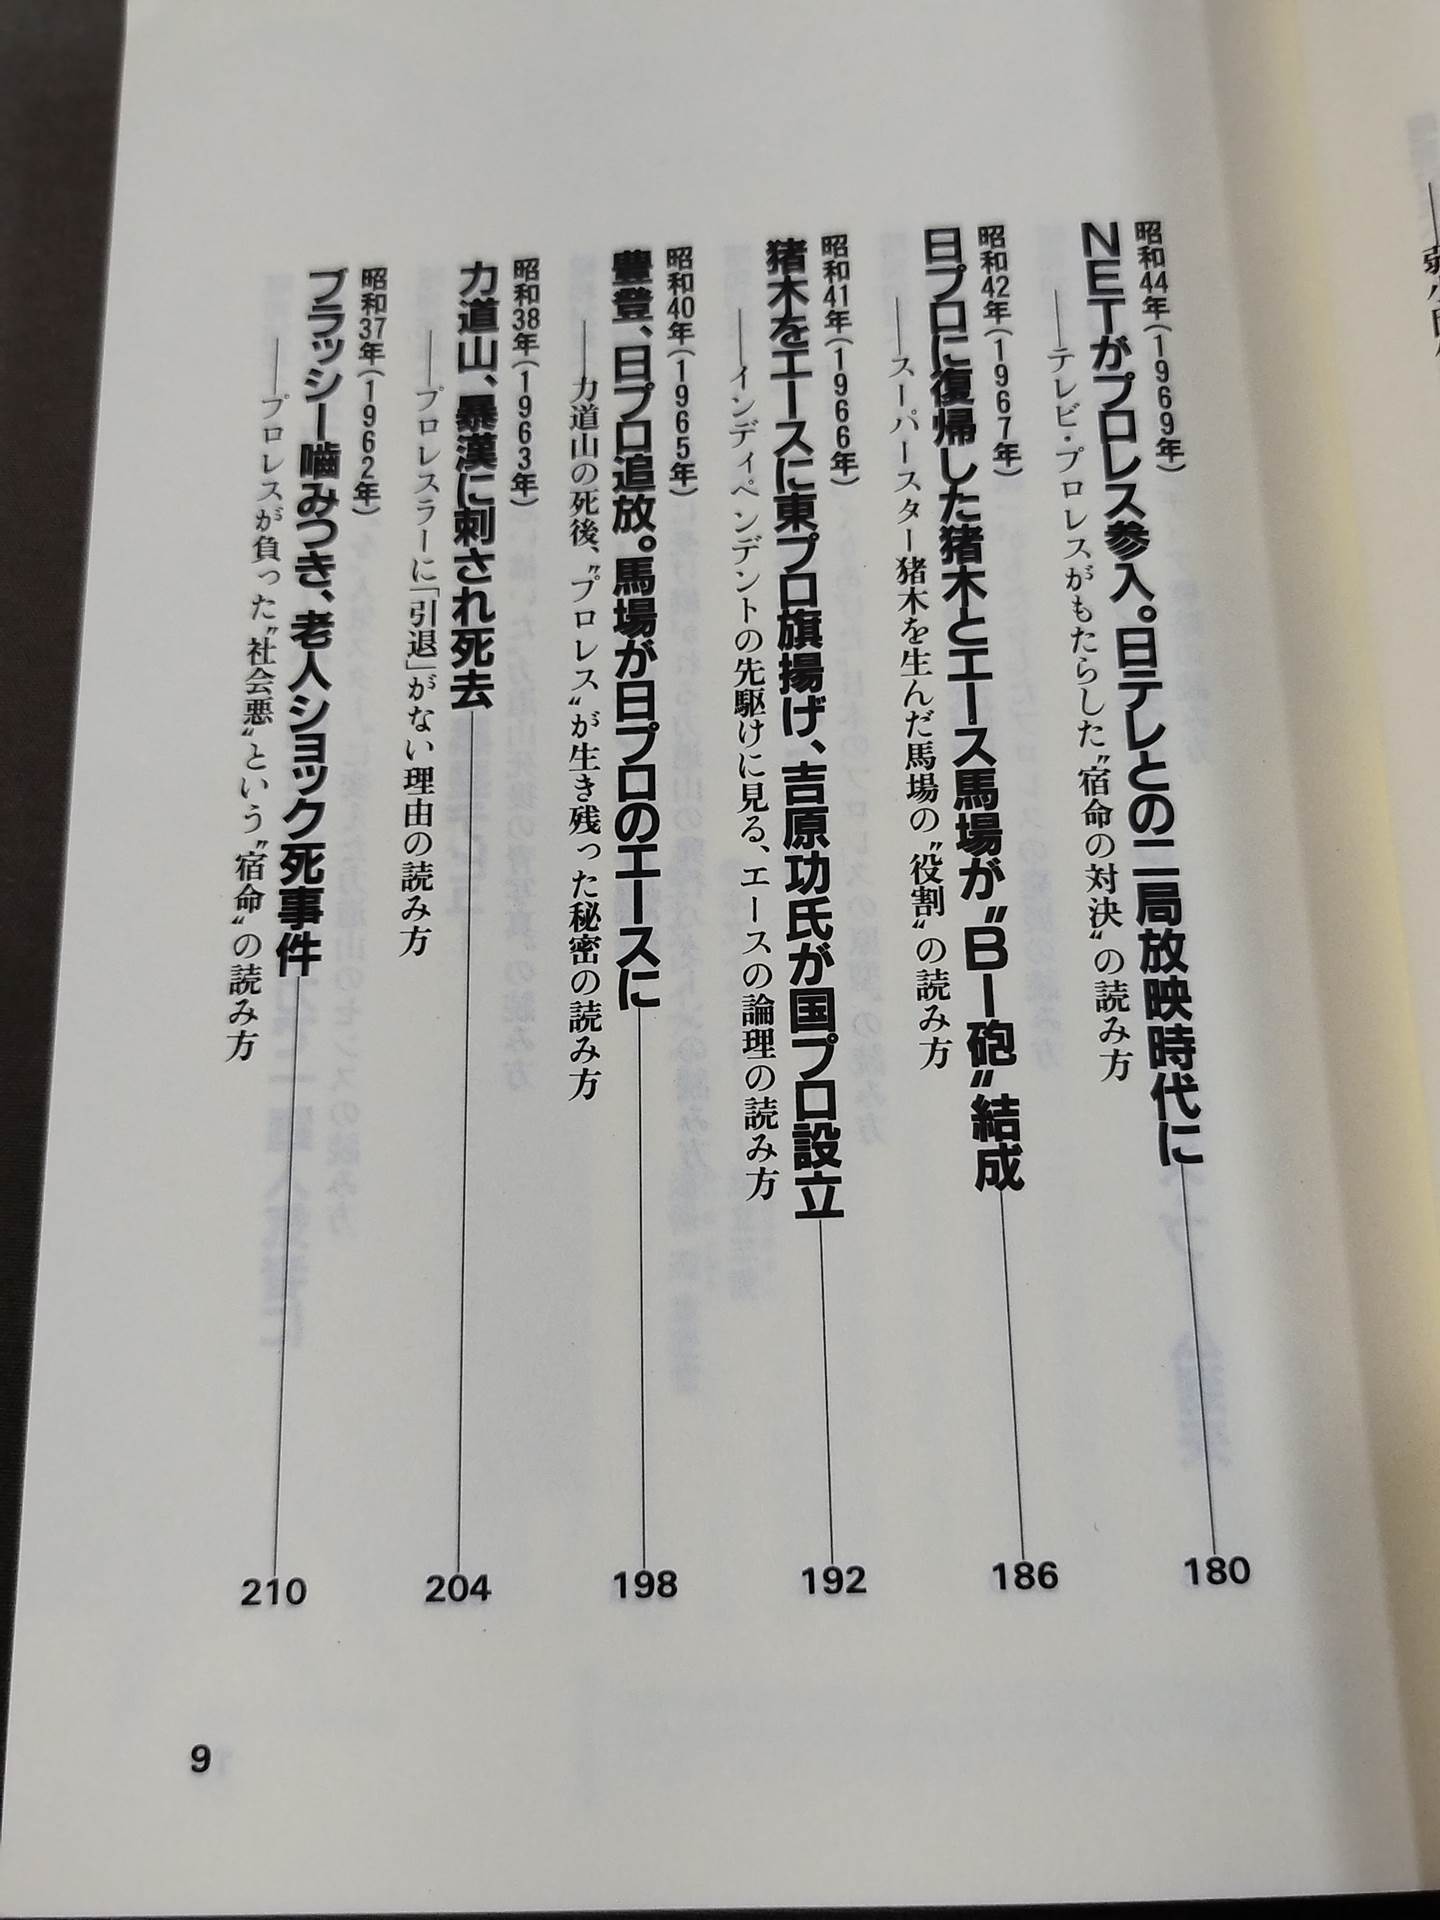 昭和44年(1969年)
NETがプロレス参入。日テレとの二局放映時代に 180
――テレビ・プロレスがもたらした〝宿命の対決〟の読み方
昭和42年(1967年)
日プロに復帰した猪木とエース馬場が〝BI砲〟結成 186
――スーパースター猪木を生んだ馬場の〝役割〟の読み方
昭和41年(1966年)
猪木をエースに東プロ旗揚げ、吉原功氏が国プロ設立 192
――インディペンデントの先駆けに見る、エースの論理の読み方
昭和40年(1965年)
豊登、日プロ追放。馬場が日プロのエースに 198
――力道山の死後、〝プロレス〟が生き残った秘密の読み方
昭和38年(1963年)
力道山、暴漢に刺され死去 204
――プロレスラーに「引退」がない理由の読み方
昭和37年(1962年)
ブラッシー噛みつき、老人ショック死事件 210
――プロレスが負った〝社会悪〟という〝宿命〟の読み方
9